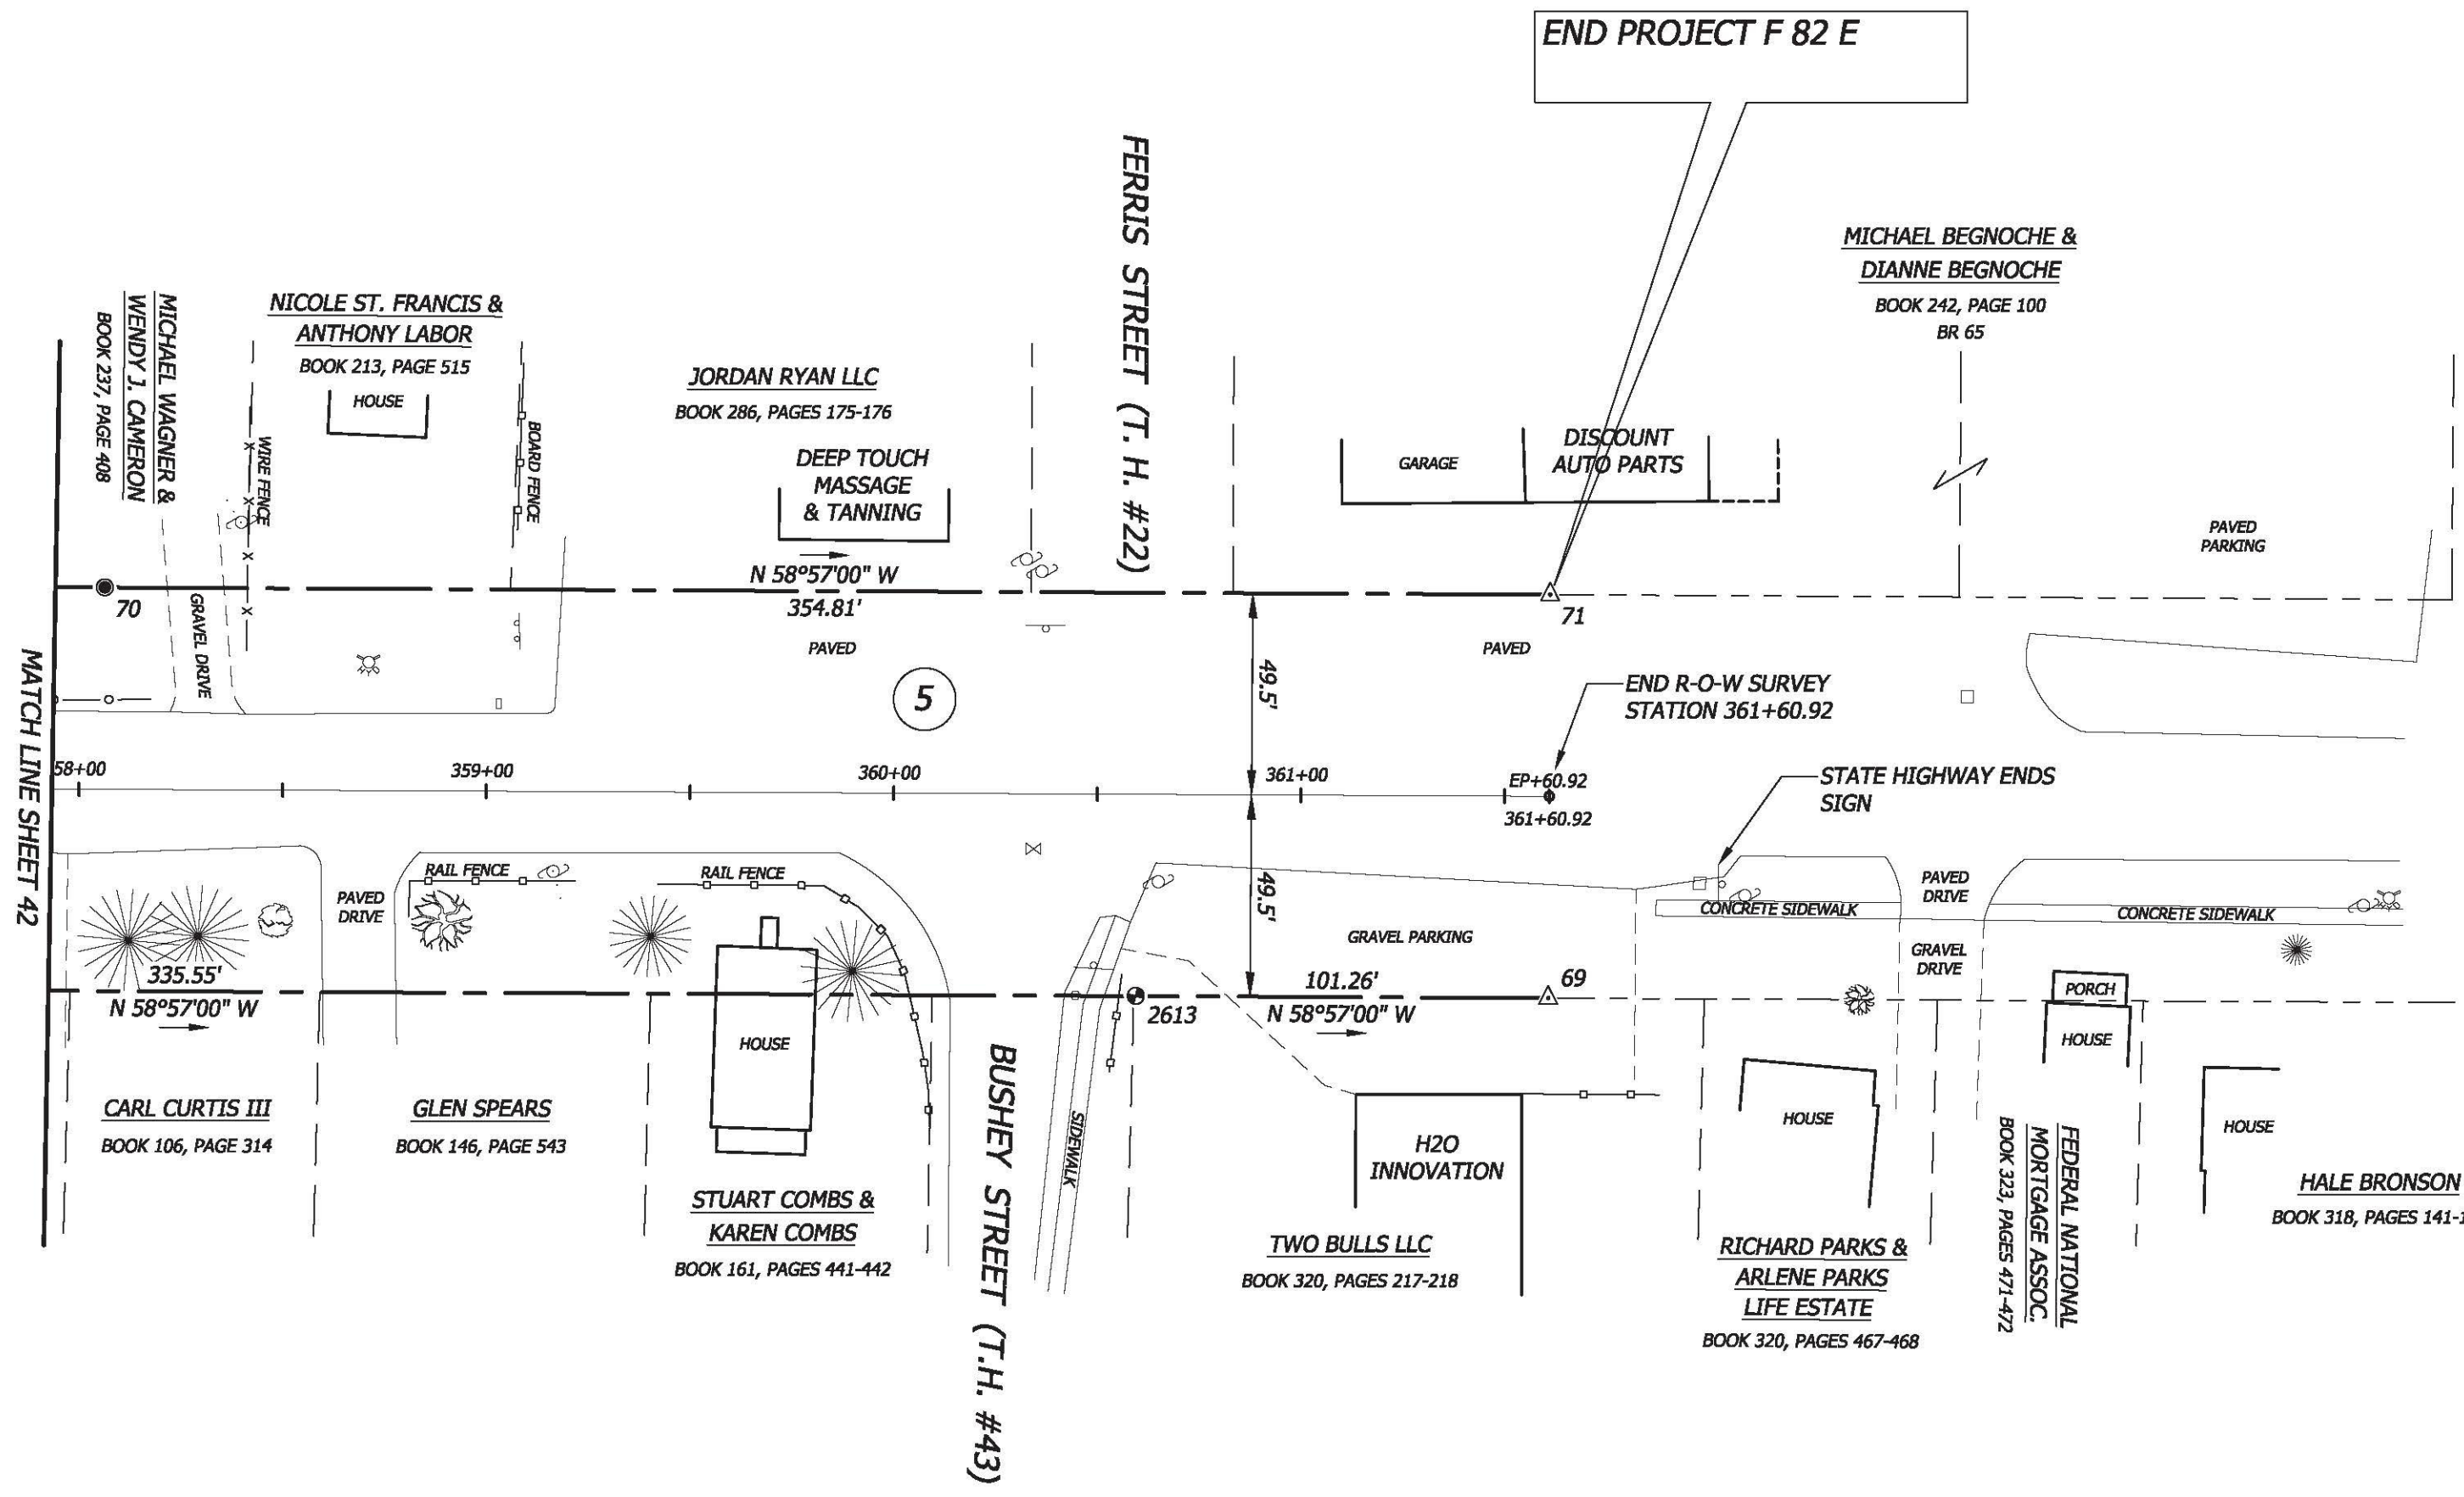 END PROJECT F 82 E
FERRIS STREET (T. H. #22)
MICHAEL BEGNOCHE &
DIANNE BEGNOCHE
BOOK 242, PAGE 100
BR 65
MICHAEL WAGNER &
WENDY J. CAMERON
BOOK 237, PAGE 408
NICOLE ST. FRANCIS &
ANTHONY LABOR
BOOK 213, PAGE 515
HOUSE
WIRE FENCE
BOARD FENCE
JORDAN RYAN LLC
BOOK 286, PAGES 175-176
DEEP TOUCH
MASSAGE
& TANNING
GARAGE
DISCOUNT
AUTO PARTS
PAVED
PARKING
N 58°57'00" W
354.81'
70
71
GRAVEL DRIVE
PAVED
PAVED
5
49.5'
END R-O-W SURVEY
STATION 361+60.92
MATCH LINE SHEET 42
58+00
359+00
360+00
361+00
EP+60.92
361+60.92
STATE HIGHWAY ENDS
SIGN
RAIL FENCE
RAIL FENCE
PAVED
DRIVE
49.5'
PAVED
DRIVE
CONCRETE SIDEWALK
CONCRETE SIDEWALK
GRAVEL PARKING
GRAVEL
DRIVE
335.55'
N 58°57'00" W
2613
101.26'
N 58°57'00" W
69
PORCH
HOUSE
HOUSE
HOUSE
HOUSE
CARL CURTIS III
BOOK 106, PAGE 314
GLEN SPEARS
BOOK 146, PAGE 543
STUART COMBS &
KAREN COMBS
BOOK 161, PAGES 441-442
BUSHEY STREET (T.H. #43)
SIDEWALK
H2O
INNOVATION
TWO BULLS LLC
BOOK 320, PAGES 217-218
RICHARD PARKS &
ARLENE PARKS
LIFE ESTATE
BOOK 320, PAGES 467-468
FEDERAL NATIONAL
MORTGAGE ASSOC.
BOOK 323, PAGES 471-472
HALE BRONSON
BOOK 318, PAGES 141-1